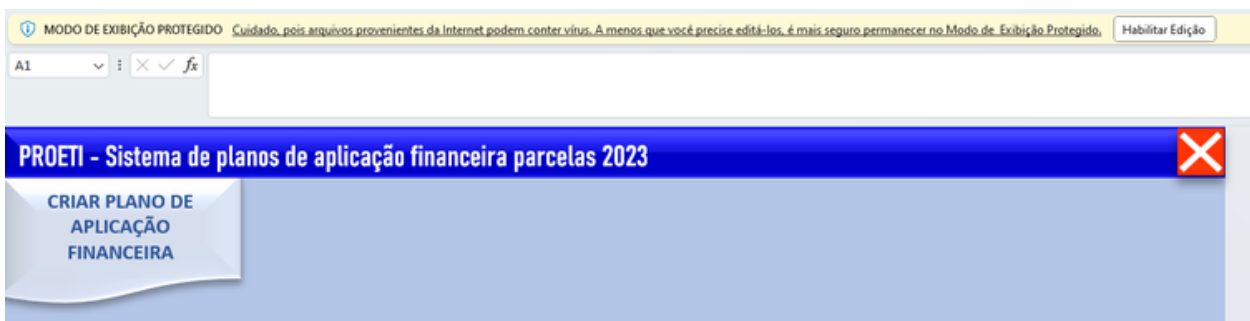 MODO DE EXIBIÇÃO PROTEGIDO Cuidado, pois arquivos provenientes da Internet podem conter vírus. A menos que você precise editá-los, é mais seguro permanecer no Modo de Exibição Protegido. Habilitar Edição
A1 fx
PROETI - Sistema de planos de aplicação financeira parcelas 2023
CRIAR PLANO DE
APLICAÇÃO
FINANCEIRA